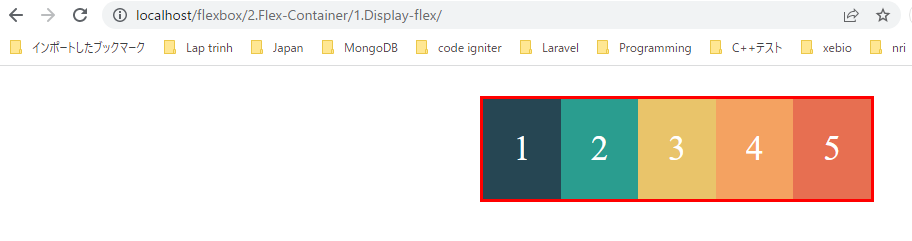 localhost/flexbox/2.Flex-Container/1.Display-flex/
インポートしたブックマーク Lap trinh Japan MongoDB code igniter Laravel Programming C++テスト xebio nri
1 2 3 4 5